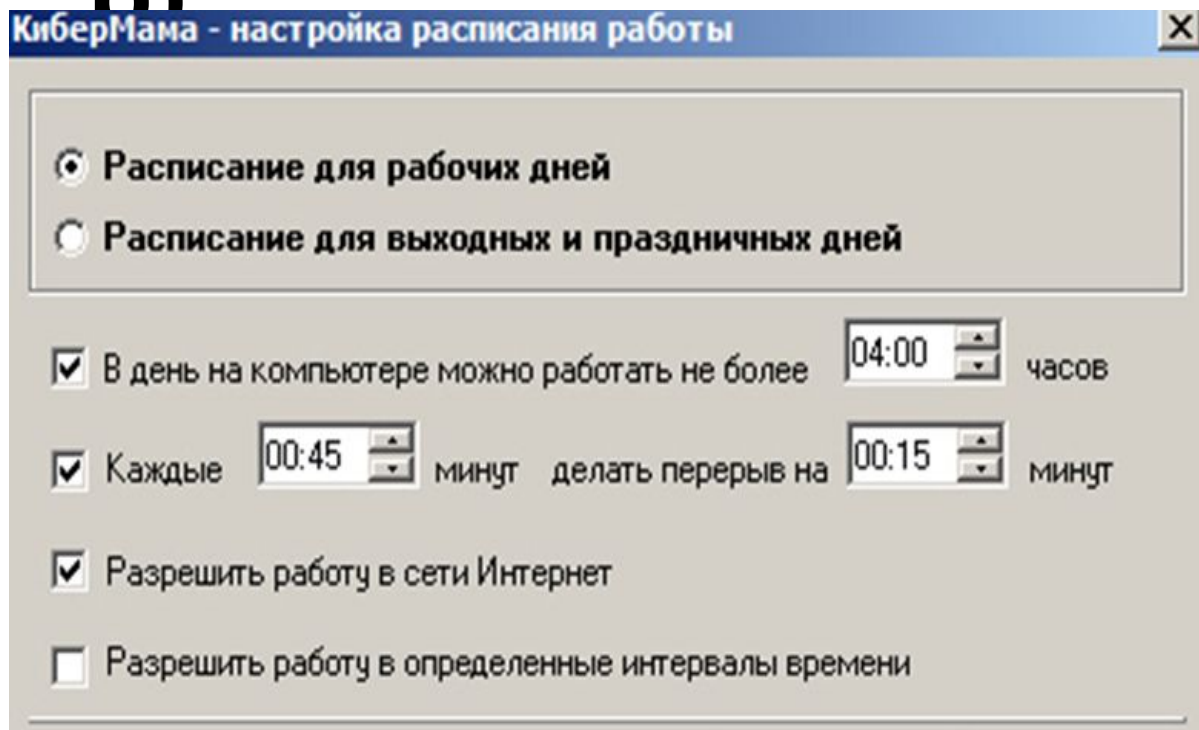 КиберМама - настройка расписания работы
Расписание для рабочих дней
Расписание для выходных и праздничных дней
В день на компьютере можно работать не более 04:00 часов
Каждые 00:45 минут делать перерыв на 00:15 минут
Разрешить работу в сети Интернет
Разрешить работу в определенные интервалы времени